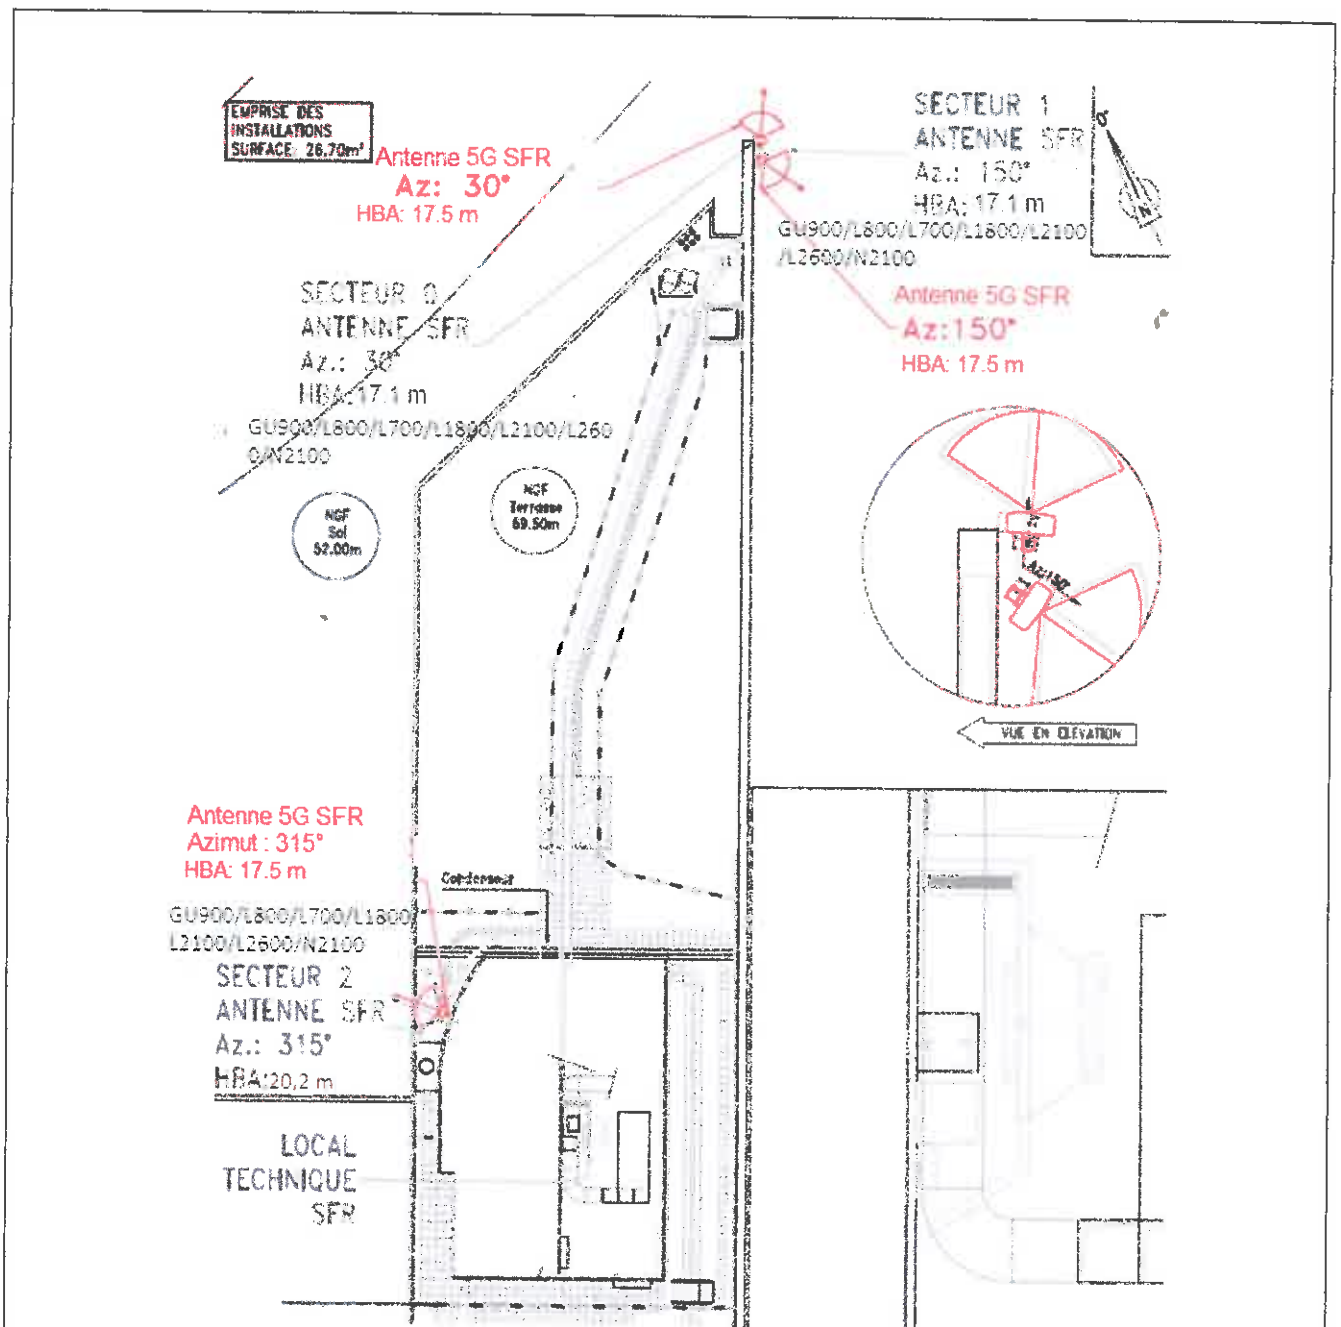 EMPRISE DES
INSTALLATIONS
SURFACE: 26,70m²
Antenne 5G SFR
Az: 30°
HBA: 17.5 m
SECTEUR 1
ANTENNE SFR
Az.: 150°
HBA: 17.1 m
GU900/L800/L700/L1800/L2100
/L2600/N2100
N
Antenne 5G SFR
Az:150°
HBA: 17.5 m
SECTEUR 0
ANTENNE SFR
Az.: 30°
HBA:17.1 m
GU900/L800/L700/L1800/L2100/L260
0/N2100
NGF
Sol
52.00m
NGF
Terrasse
69.50m
Az:150°
VUE EN ELEVATION
Antenne 5G SFR
Azimut : 315°
HBA: 17.5 m
Condenseur
GU900/L800/L700/L1800/
L2100/L2600/N2100
SECTEUR 2
ANTENNE SFR
Az.: 315°
HBA:20,2 m
LOCAL
TECHNIQUE
SFR